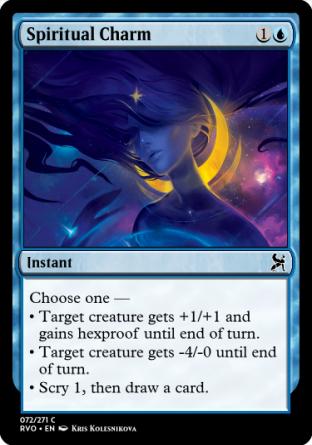 Spiritual Charm 1
Instant
Choose one —
• Target creature gets +1/+1 and
gains hexproof until end of turn.
• Target creature gets -4/-0 until end
of turn.
• Scry 1, then draw a card.
072/271 C
RVO • EN Kris Kolesnikova